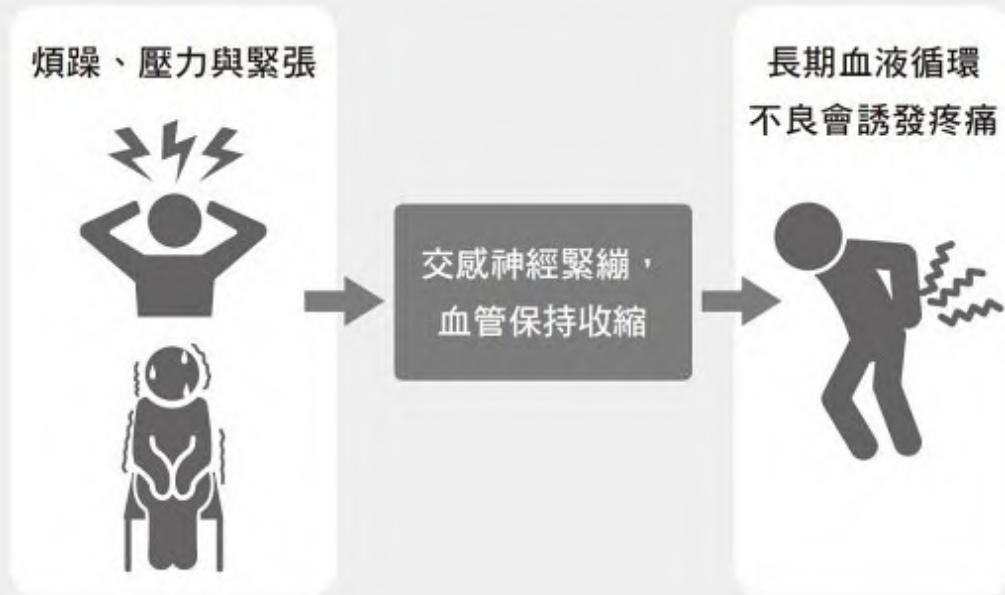 煩躁、壓力與緊張
交感神經緊繃，
血管保持收縮
長期血液循環
不良會誘發疼痛